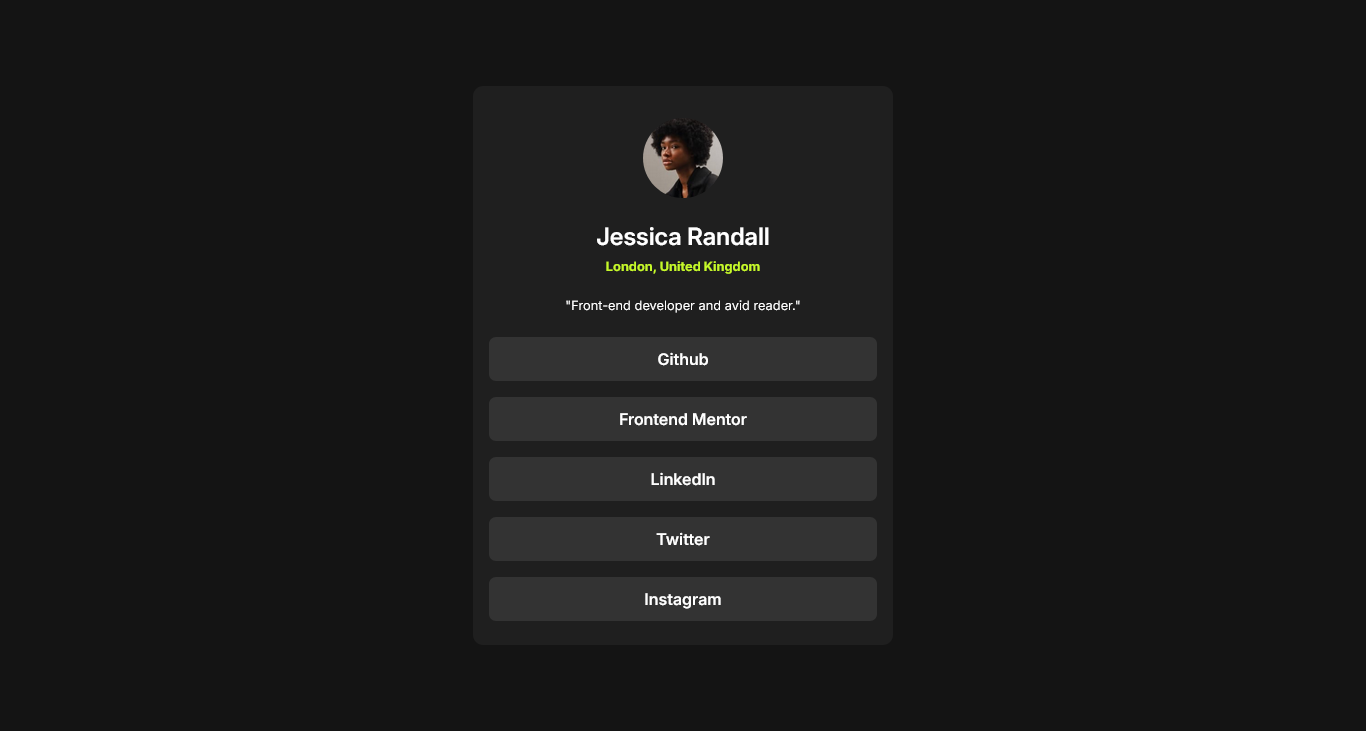 Jessica Randall
London, United Kingdom
"Front-end developer and avid reader."
Github
Frontend Mentor
LinkedIn
Twitter
Instagram